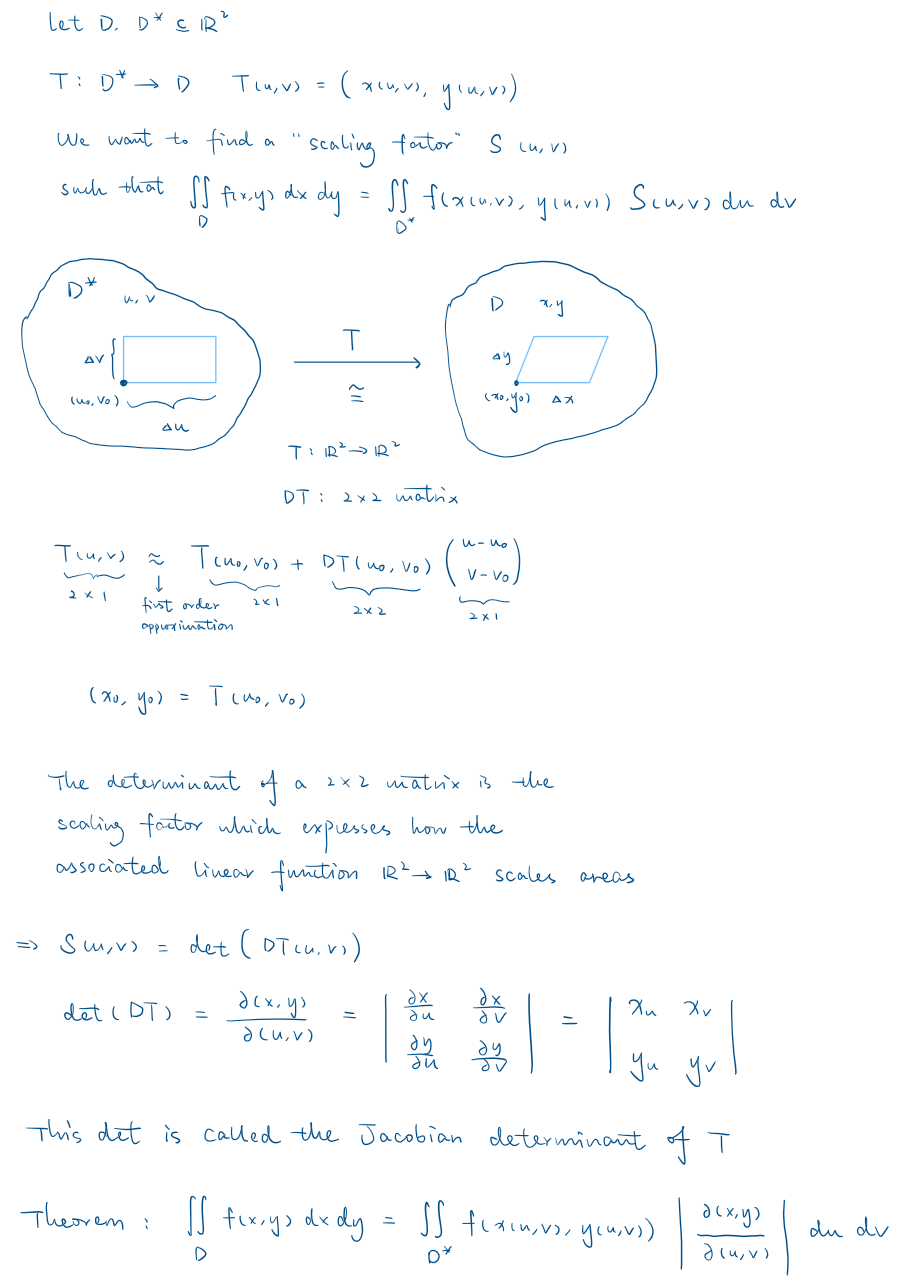 Let D. D* ⊆ ℝ²
T : D* → D T(u,v) = ( x(u,v), y(u,v))
We want to find a "scaling factor" S (u,v)
such that ∬_D f(x,y) dx dy = ∬_D* f(x(u,v), y(u,v)) S(u,v) du dv
D* u, v
D x,y
T
Δv
Δy
(u₀,v₀)
≅
(x₀,y₀) Δx
Δu
T : ℝ² → ℝ²
DT : 2×2 matrix
T(u,v) ≈ T(u₀,v₀) + DT(u₀,v₀) ( u-u₀
v-v₀ )
2×1 ↓ 2×1 2×2 2×1
first order
approximation
(x₀, y₀) = T(u₀, v₀)
The determinant of a 2×2 matrix is the
scaling factor which expresses how the
associated linear function ℝ²→ℝ² scales areas
⇒ S(u,v) = det ( DT(u,v))
det(DT) = ∂(x,y)/∂(u,v) = | ∂x/∂u ∂x/∂v | = | xᵤ xᵥ |
| ∂y/∂u ∂y/∂v | | yᵤ yᵥ |
This det is called the Jacobian determinant of T
Theorem : ∬_D f(x,y) dx dy = ∬_D* f(x(u,v), y(u,v)) | ∂(x,y)/∂(u,v) | du dv